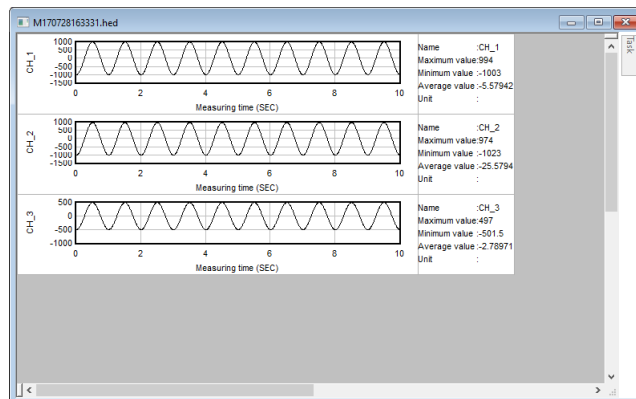 M170728163331.hed
Task
CH_1
1000
500
0
-500
-1000
-1500
0 2 4 6 8 10
Measuring time (SEC)
Name :CH_1
Maximum value:994
Minimum value :-1003
Average value :-5.57942
Unit :
CH_2
1000
500
0
-500
-1000
-1500
0 2 4 6 8 10
Measuring time (SEC)
Name :CH_2
Maximum value:974
Minimum value :-1023
Average value :-25.5794
Unit :
CH_3
500
0
-500
-1000
0 2 4 6 8 10
Measuring time (SEC)
Name :CH_3
Maximum value:497
Minimum value :-501.5
Average value :-2.78971
Unit :